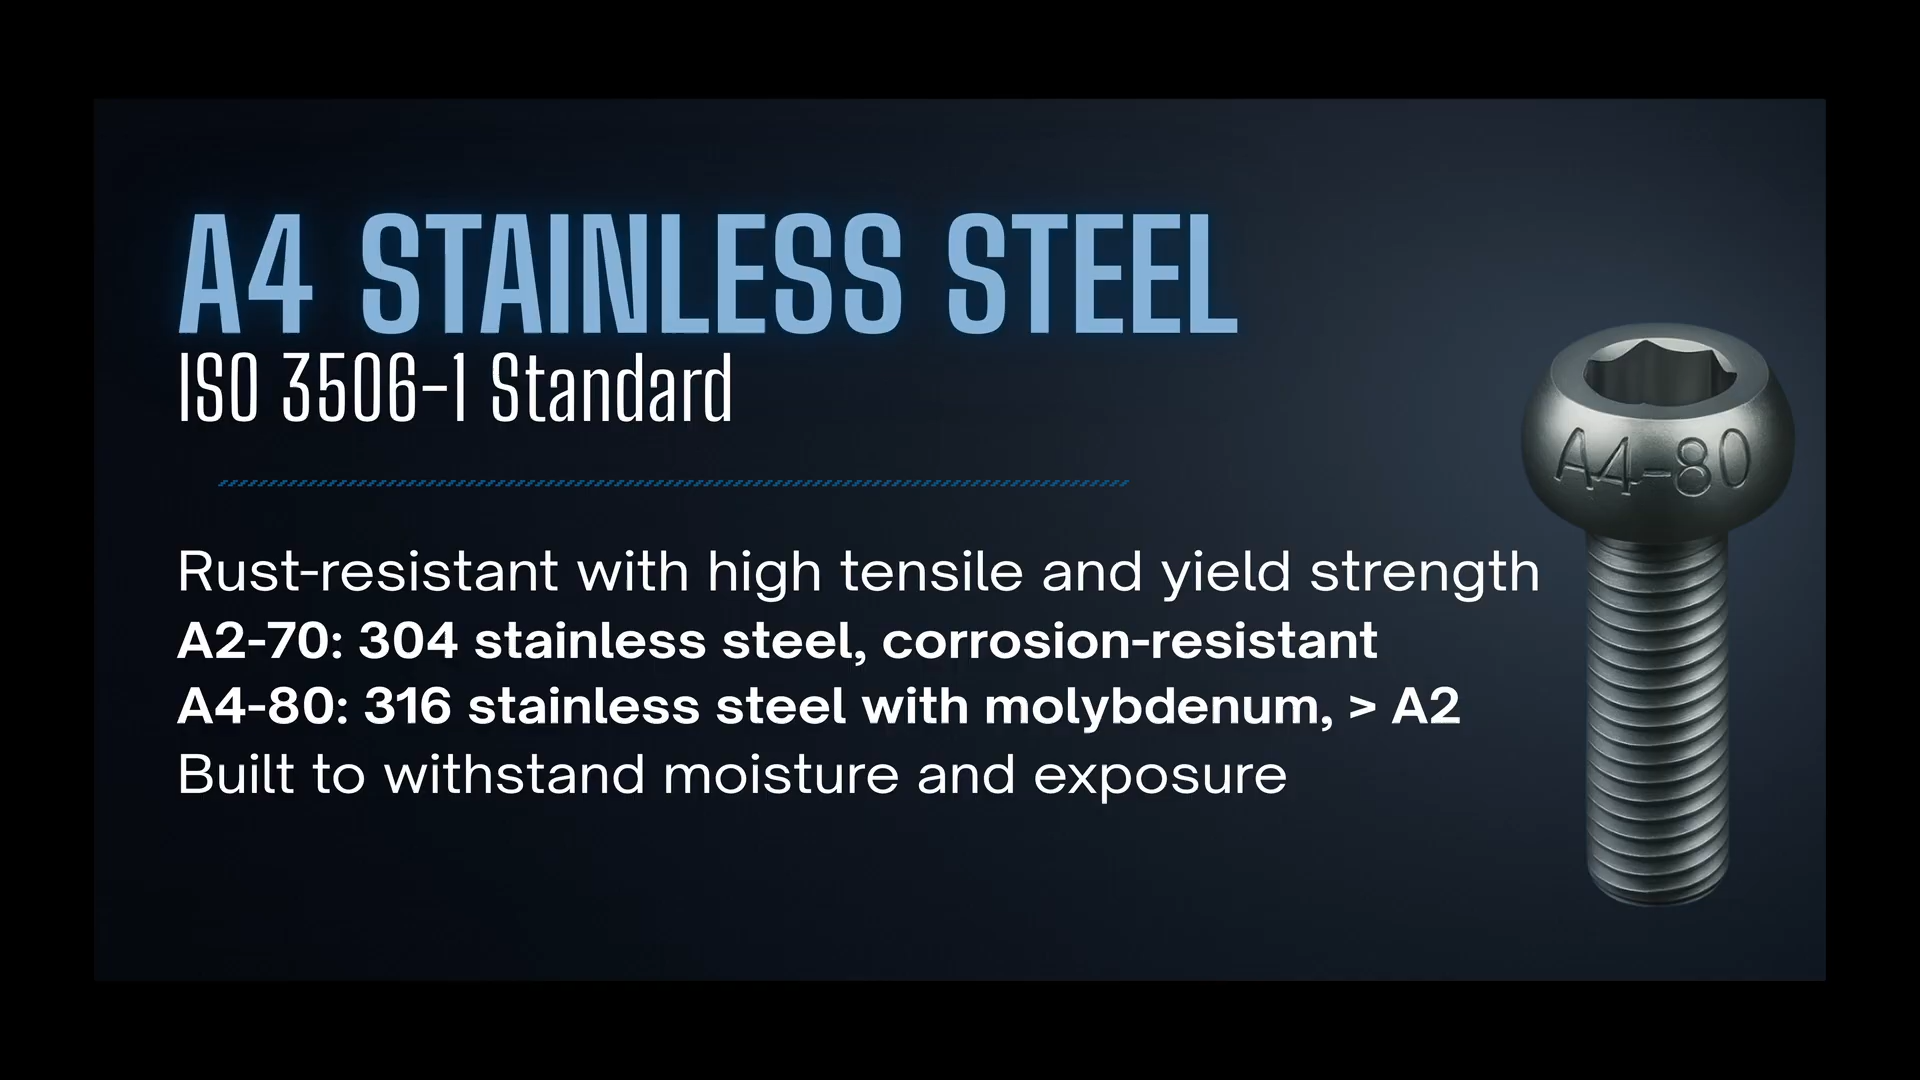 A4 STAINLESS STEEL
ISO 3506-1 Standard
A4-80
Rust-resistant with high tensile and yield strength
A2-70: 304 stainless steel, corrosion-resistant
A4-80: 316 stainless steel with molybdenum, > A2
Built to withstand moisture and exposure